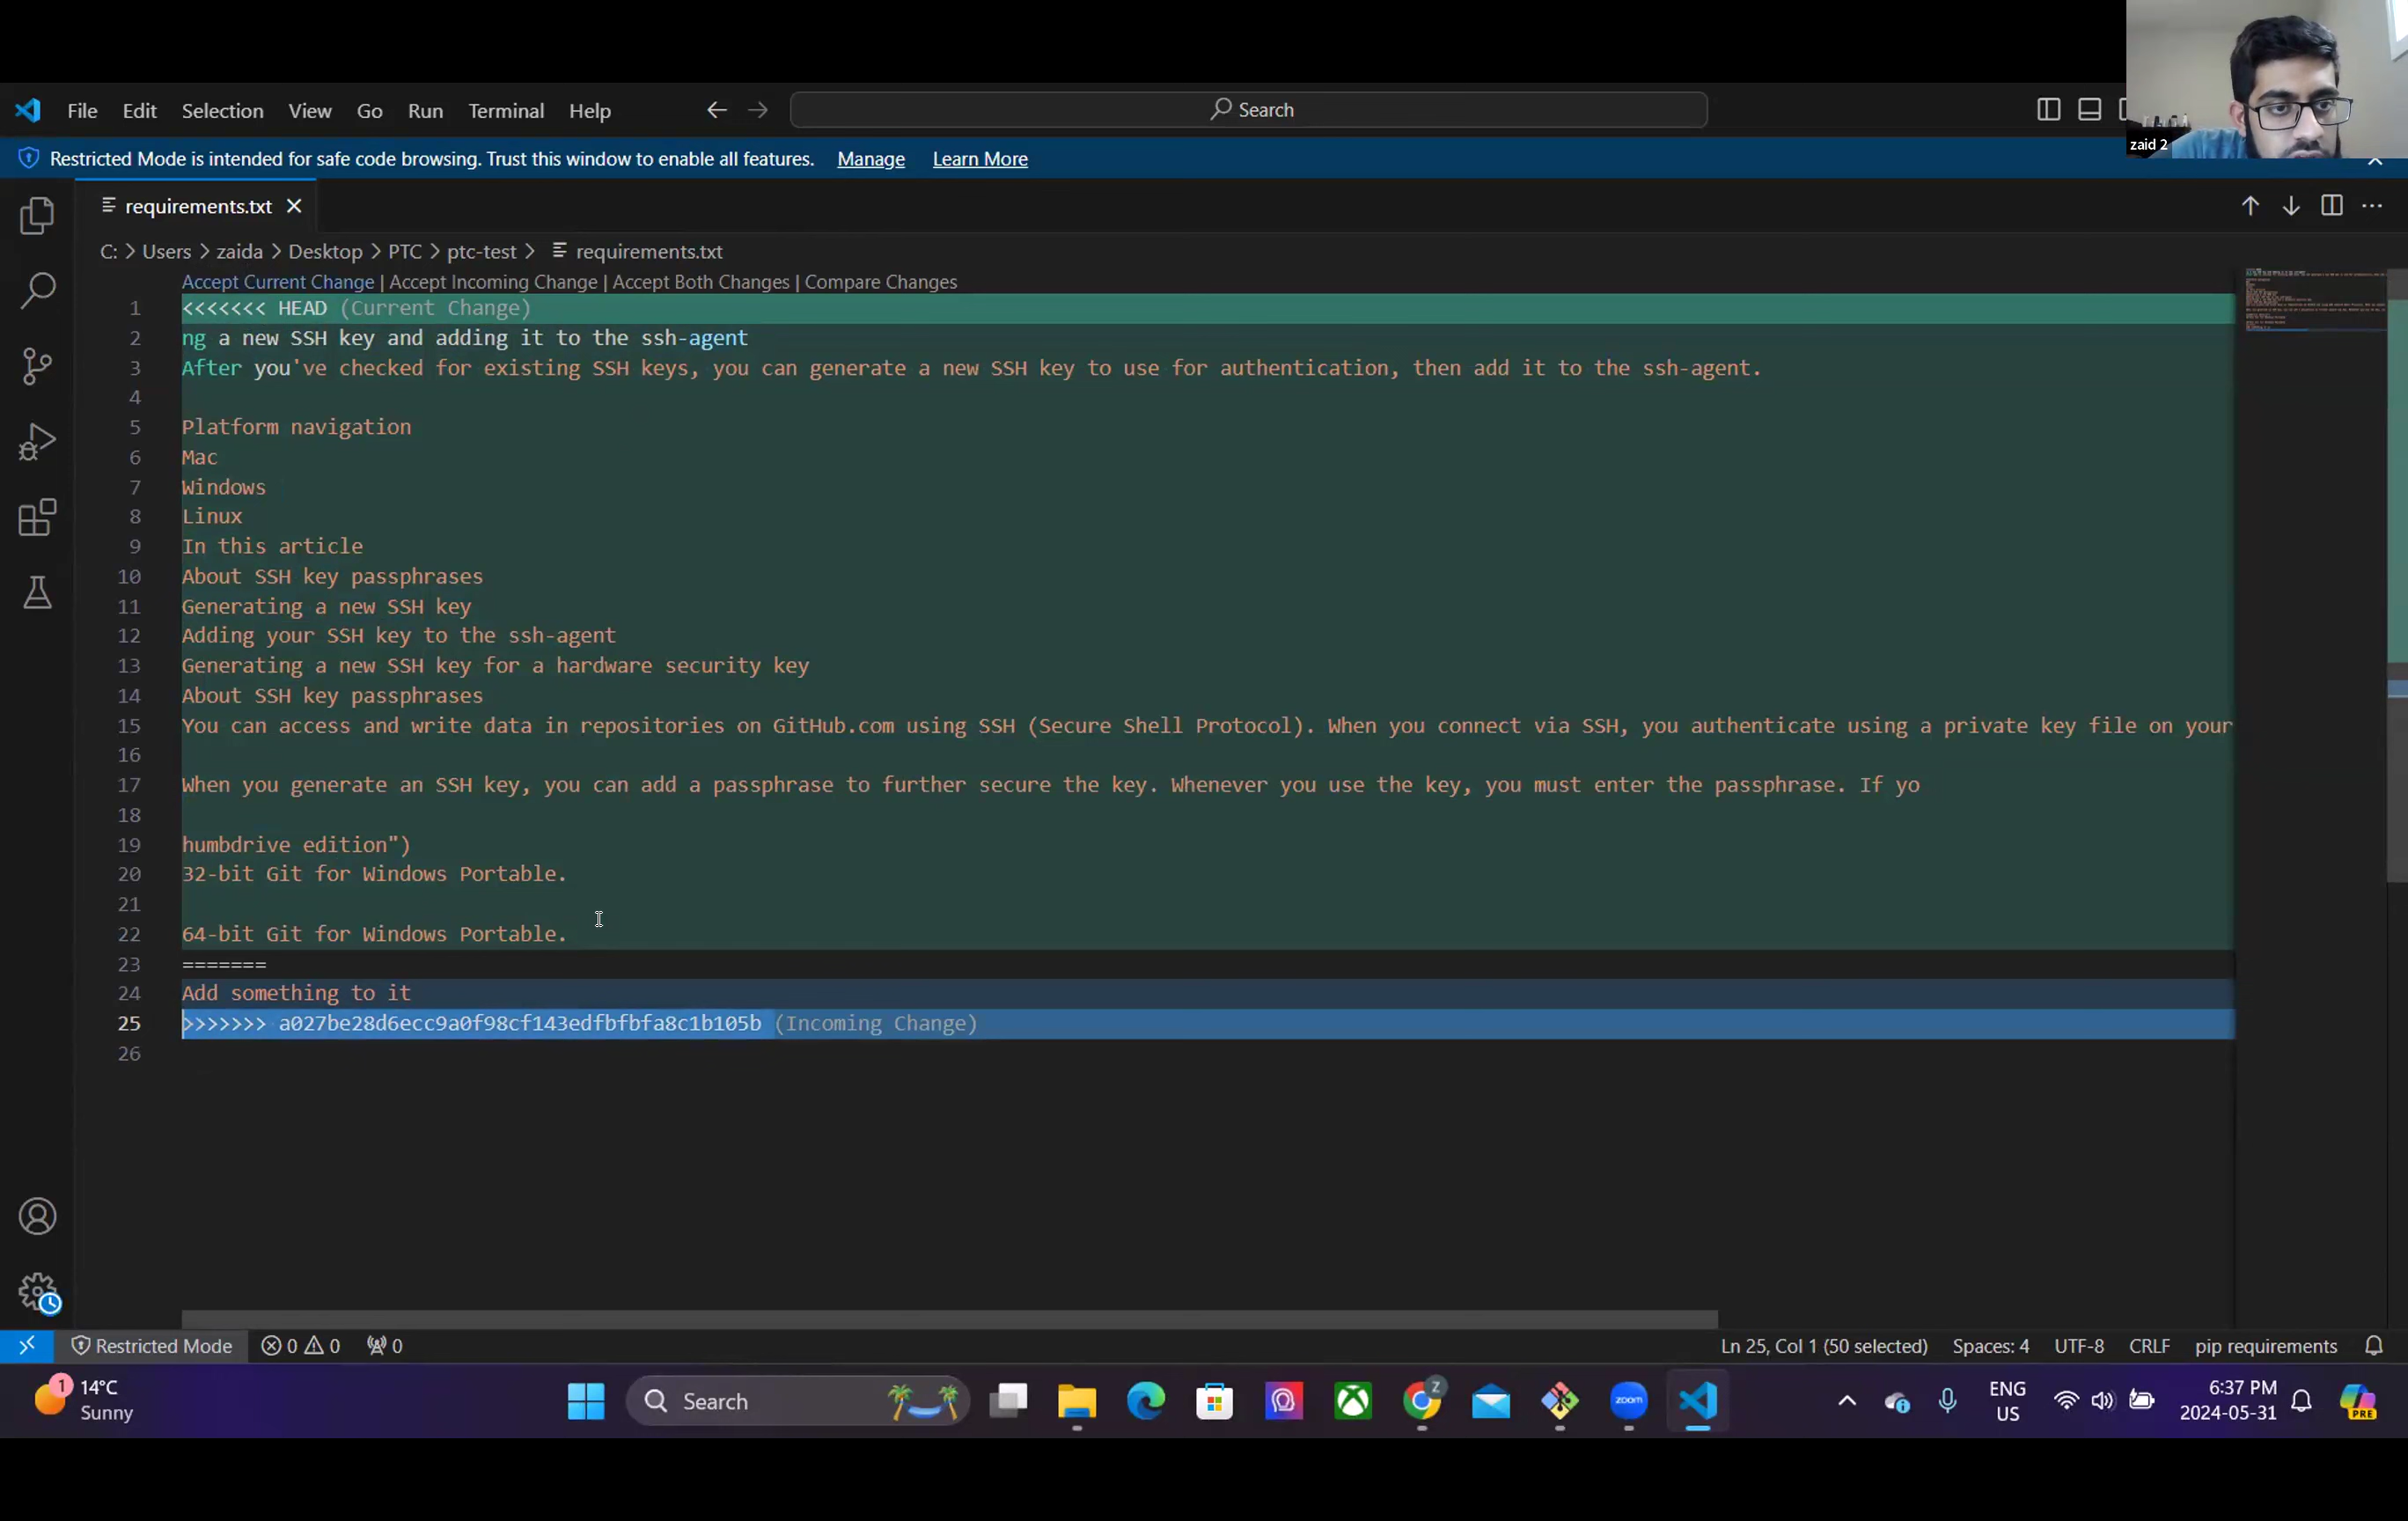 zaid 2
File Edit Selection View Go Run Terminal Help
Search
Restricted Mode is intended for safe code browsing. Trust this window to enable all features. Manage Learn More
requirements.txt
C: > Users > zaida > Desktop > PTC > ptc-test > requirements.txt
Accept Current Change | Accept Incoming Change | Accept Both Changes | Compare Changes
1 <<<<<<< HEAD (Current Change)
2 ng a new SSH key and adding it to the ssh-agent
3 After you've checked for existing SSH keys, you can generate a new SSH key to use for authentication, then add it to the ssh-agent.
4
5 Platform navigation
6 Mac
7 Windows
8 Linux
9 In this article
10 About SSH key passphrases
11 Generating a new SSH key
12 Adding your SSH key to the ssh-agent
13 Generating a new SSH key for a hardware security key
14 About SSH key passphrases
15 You can access and write data in repositories on GitHub.com using SSH (Secure Shell Protocol). When you connect via SSH, you authenticate using a private key file on your
16
17 When you generate an SSH key, you can add a passphrase to further secure the key. Whenever you use the key, you must enter the passphrase. If yo
18
19 humbdrive edition")
20 32-bit Git for Windows Portable.
21
22 64-bit Git for Windows Portable.
23 =======
24 Add something to it
25 >>>>>>> a027be28d6ecc9a0f98cf143edfbfbfa8c1b105b (Incoming Change)
26
Restricted Mode 0 0 0 Ln 25, Col 1 (50 selected) Spaces: 4 UTF-8 CRLF pip requirements
1 14°C
Sunny
Search
Z
zoom
ENG
US
6:37 PM
2024-05-31
PRE